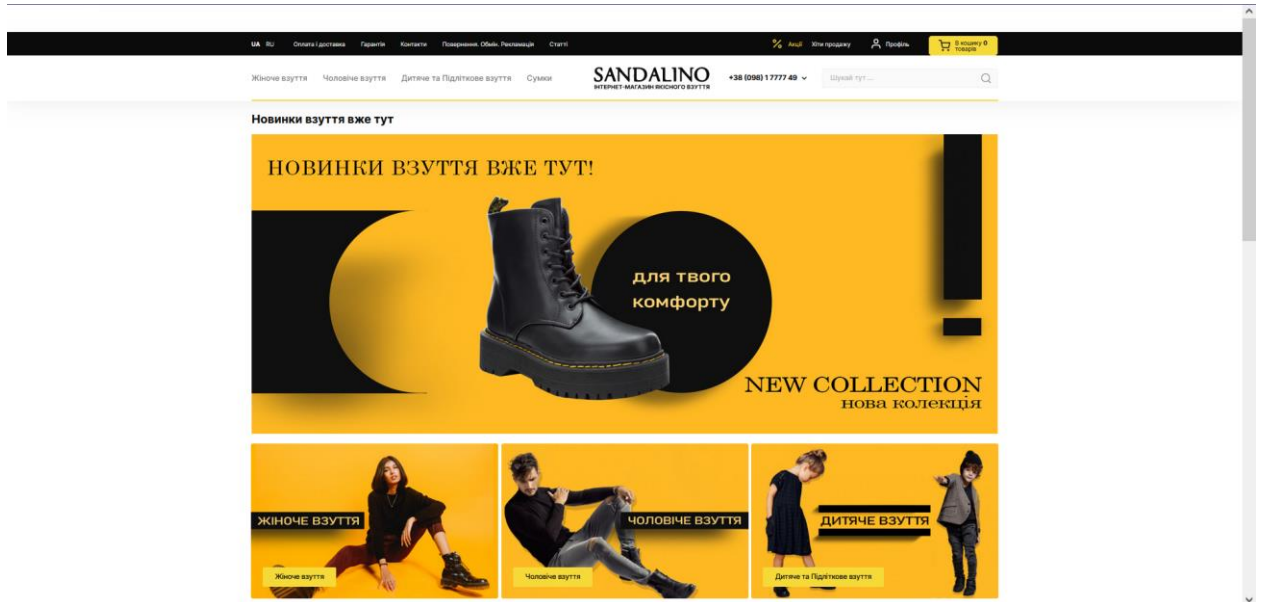 UA RU Оплата і доставка Гарантія Контакти Повернення. Обмін. Рекламація Статті % Акції Хіти продажу Профіль В кошику 0
товарів
Жіноче взуття Чоловіче взуття Дитяче та Підліткове взуття Сумки SANDALINO +38 (098) 1 7777 49 Шукай тут ...
ІНТЕРНЕТ-МАГАЗИН ЯКІСНОГО ВЗУТТЯ
Новинки взуття вже тут
НОВИНКИ ВЗУТТЯ ВЖЕ ТУТ!
для твого
комфорту
NEW COLLECTION
нова колекція
ЖІНОЧЕ ВЗУТТЯ ЧОЛОВІЧЕ ВЗУТТЯ ДИТЯЧЕ ВЗУТТЯ
Жіноче взуття Чоловіче взуття Дитяче та Підліткове взуття